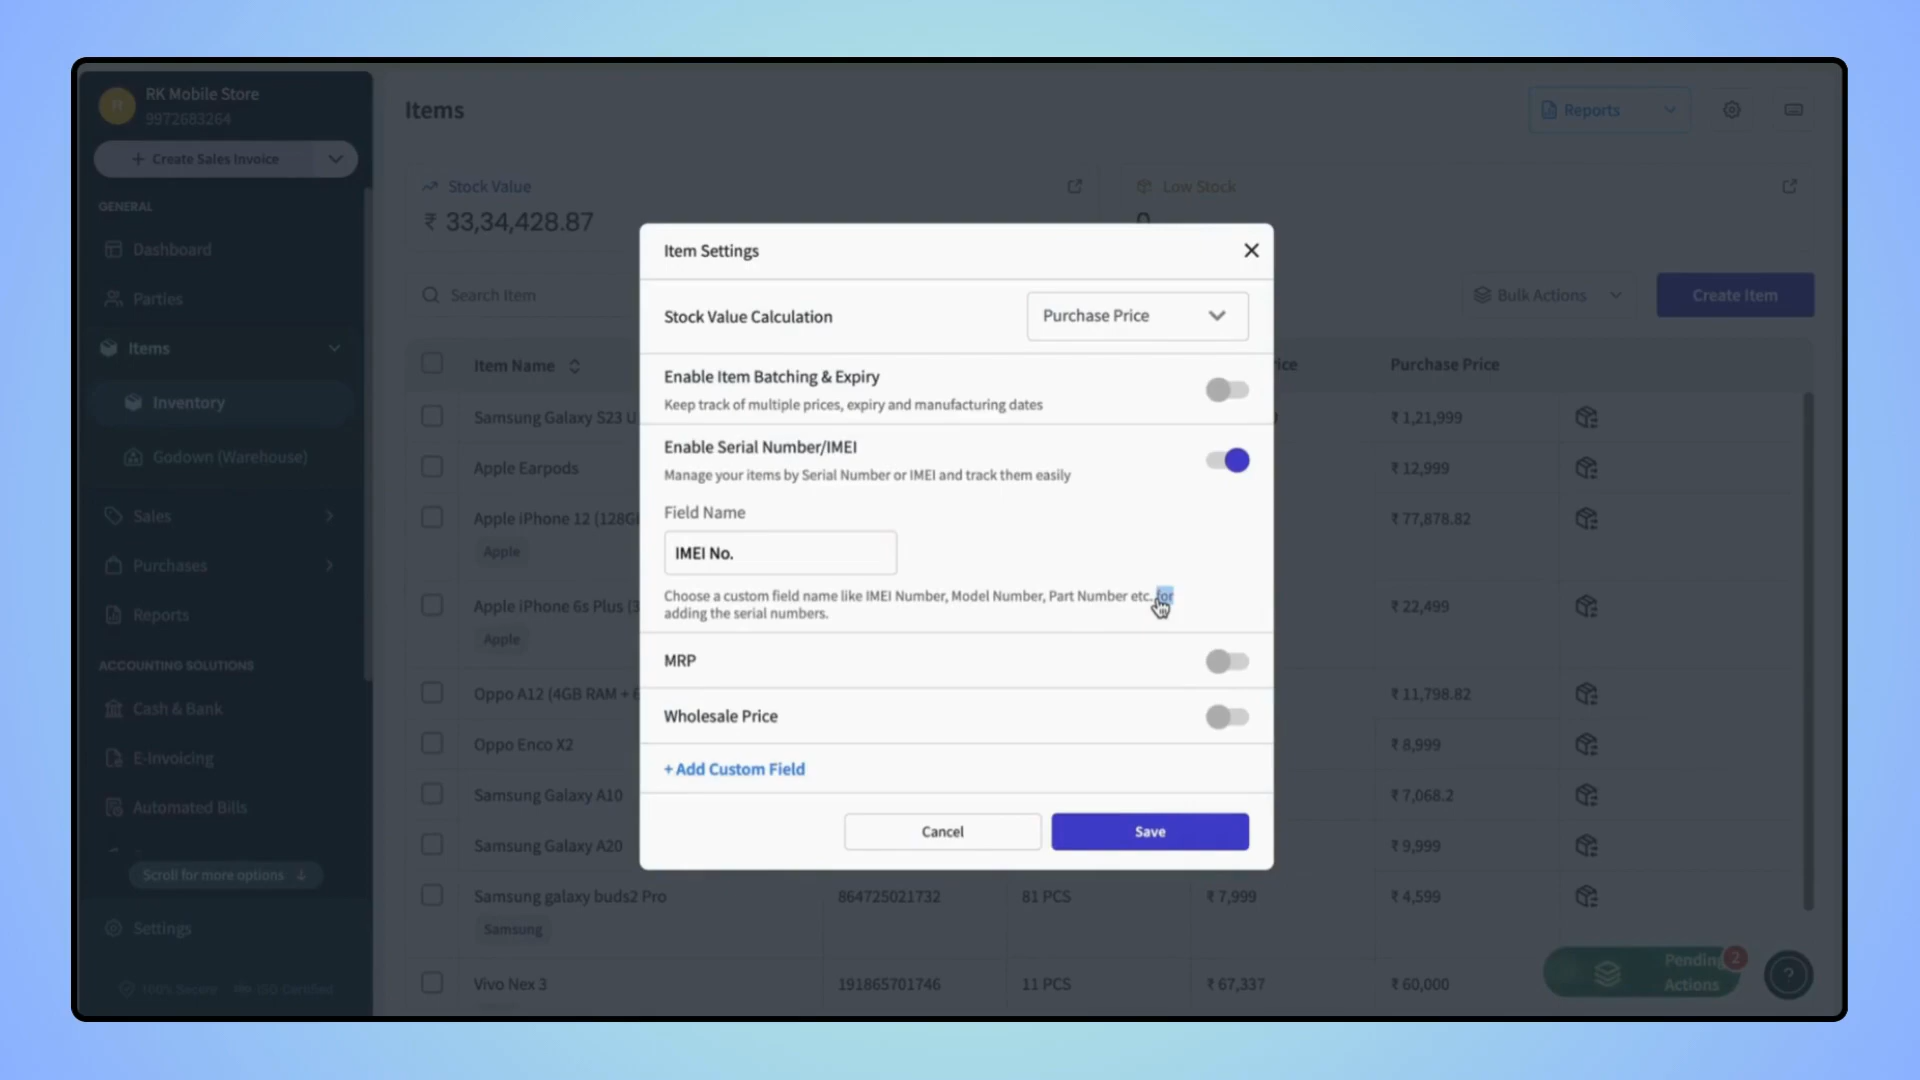 R
RK Mobile Store
9972683264
+ Create Sales Invoice
GENERAL
Dashboard
Parties
Items
Inventory
Godown (Warehouse)
Sales
Purchases
Reports
ACCOUNTING SOLUTIONS
Cash & Bank
E-Invoicing
Automated Bills
Scroll for more options
Settings
100% Secure
ISO Certified
Items
Reports
Stock Value
₹ 33,34,428.87
Low Stock
0
Search Item
Bulk Actions
Create Item
Item Name
Purchase Price
Samsung Galaxy S23 U
₹ 1,21,999
Apple Earpods
₹ 12,999
Apple iPhone 12 (128G
₹ 77,878.82
Apple
Apple iPhone 6s Plus (3
₹ 22,499
Apple
Oppo A12 (4GB RAM +
₹ 11,798.82
Oppo Enco X2
₹ 8,999
Samsung Galaxy A10
₹ 7,068.2
Samsung Galaxy A20
₹ 9,999
Samsung galaxy buds2 Pro
864725021732
81 PCS
₹ 7,999
₹ 4,599
Samsung
Vivo Nex 3
191865701746
11 PCS
₹ 67,337
₹ 60,000
Pending
Actions
2
?
Item Settings
Stock Value Calculation
Purchase Price
Enable Item Batching & Expiry
Keep track of multiple prices, expiry and manufacturing dates
Enable Serial Number/IMEI
Manage your items by Serial Number or IMEI and track them easily
Field Name
IMEI No.
Choose a custom field name like IMEI Number, Model Number, Part Number etc. for
adding the serial numbers.
MRP
Wholesale Price
+ Add Custom Field
Cancel
Save